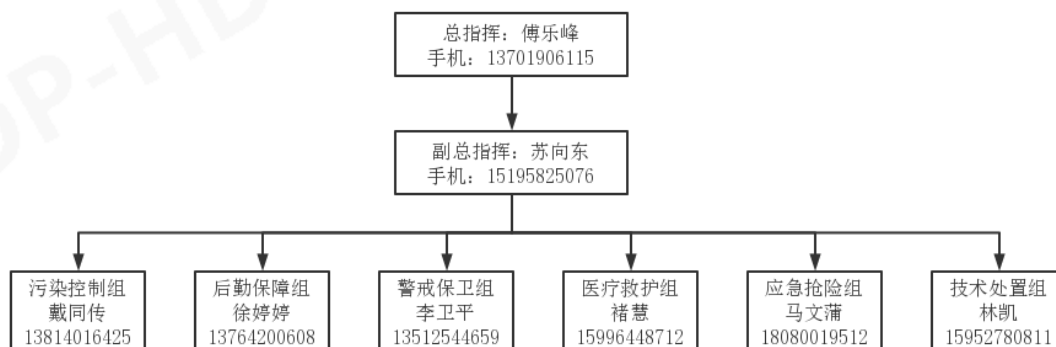 总指挥：傅乐峰
手机：13701906115
副总指挥：苏向东
手机：15195825076
污染控制组
戴同传
13814016425
后勤保障组
徐婷婷
13764200608
警戒保卫组
李卫平
13512544659
医疗救护组
褚慧
15996448712
应急抢险组
马文蒲
18080019512
技术处置组
林凯
15952780811